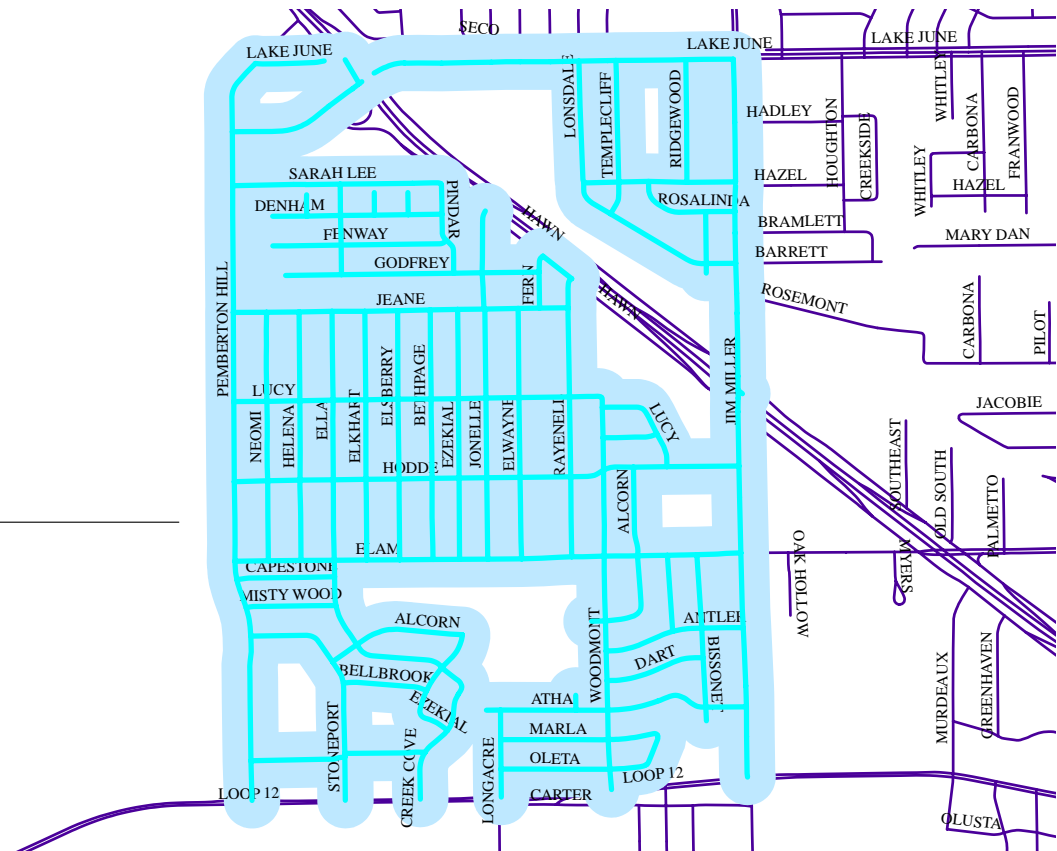 SECO
LAKE JUNE
LAKE JUNE
LAKE JUNE
LONSDALE
TEMPLECLIFF
RIDGEWOOD
HADLEY
HOUGHTON
CREEKSIDE
WHITLEY
CARBONA
FRANWOOD
WHITLEY
HAZEL
HAZEL
SARAH LEE
DENHAM
PINDAR
FENWAY
GODFREY
HAWN
ROSALINDA
BRAMLETT
BARRETT
MARY DAN
PEMBERTON HILL
JEANE
FERN
HAWN
ROSEMONT
CARBONA
PILOT
JIM MILLER
LUCY
NEOMI
HELENA
ELLA
ELKHART
ELSBERRY
BETHPAGE
EZEKIAL
JONELLE
ELWAYNE
RAYENELL
LUCY
JACOBIE
HODDE
ALCORN
SOUTHEAST
OLD SOUTH
PALMETTO
ELAM
CAPESTONE
MISTY WOOD
OAK HOLLOW
MYERS
ALCORN
WOODMONT
ANTLER
DART
BISSONET
BELLBROOK
EZEKIAL
ATHA
MARLA
OLETA
STONEPORT
CREEK COVE
LONGACRE
MURDEAUX
GREENHAVEN
LOOP 12
LOOP 12
CARTER
OLUSTA